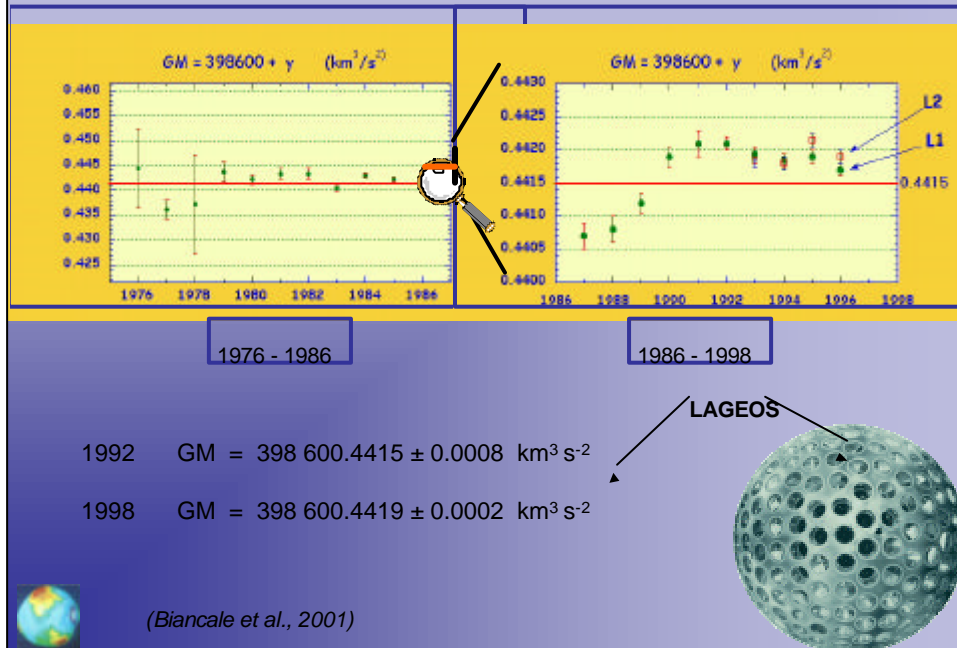 GM = 398600 + y (km³/s²)
0.460
0.455
0.450
0.445
0.440
0.435
0.430
0.425
1976 1978 1980 1982 1984 1986
GM = 398600 + y (km³/s²)
0.4430
0.4425
0.4420
0.4415
0.4410
0.4405
0.4400
L2
L1
0.4415
1986 1988 1990 1992 1994 1996 1998
1976 - 1986
1986 - 1998
LAGEOS
1992 GM = 398 600.4415 ± 0.0008 km³ s⁻²
1998 GM = 398 600.4419 ± 0.0002 km³ s⁻²
(Biancale et al., 2001)